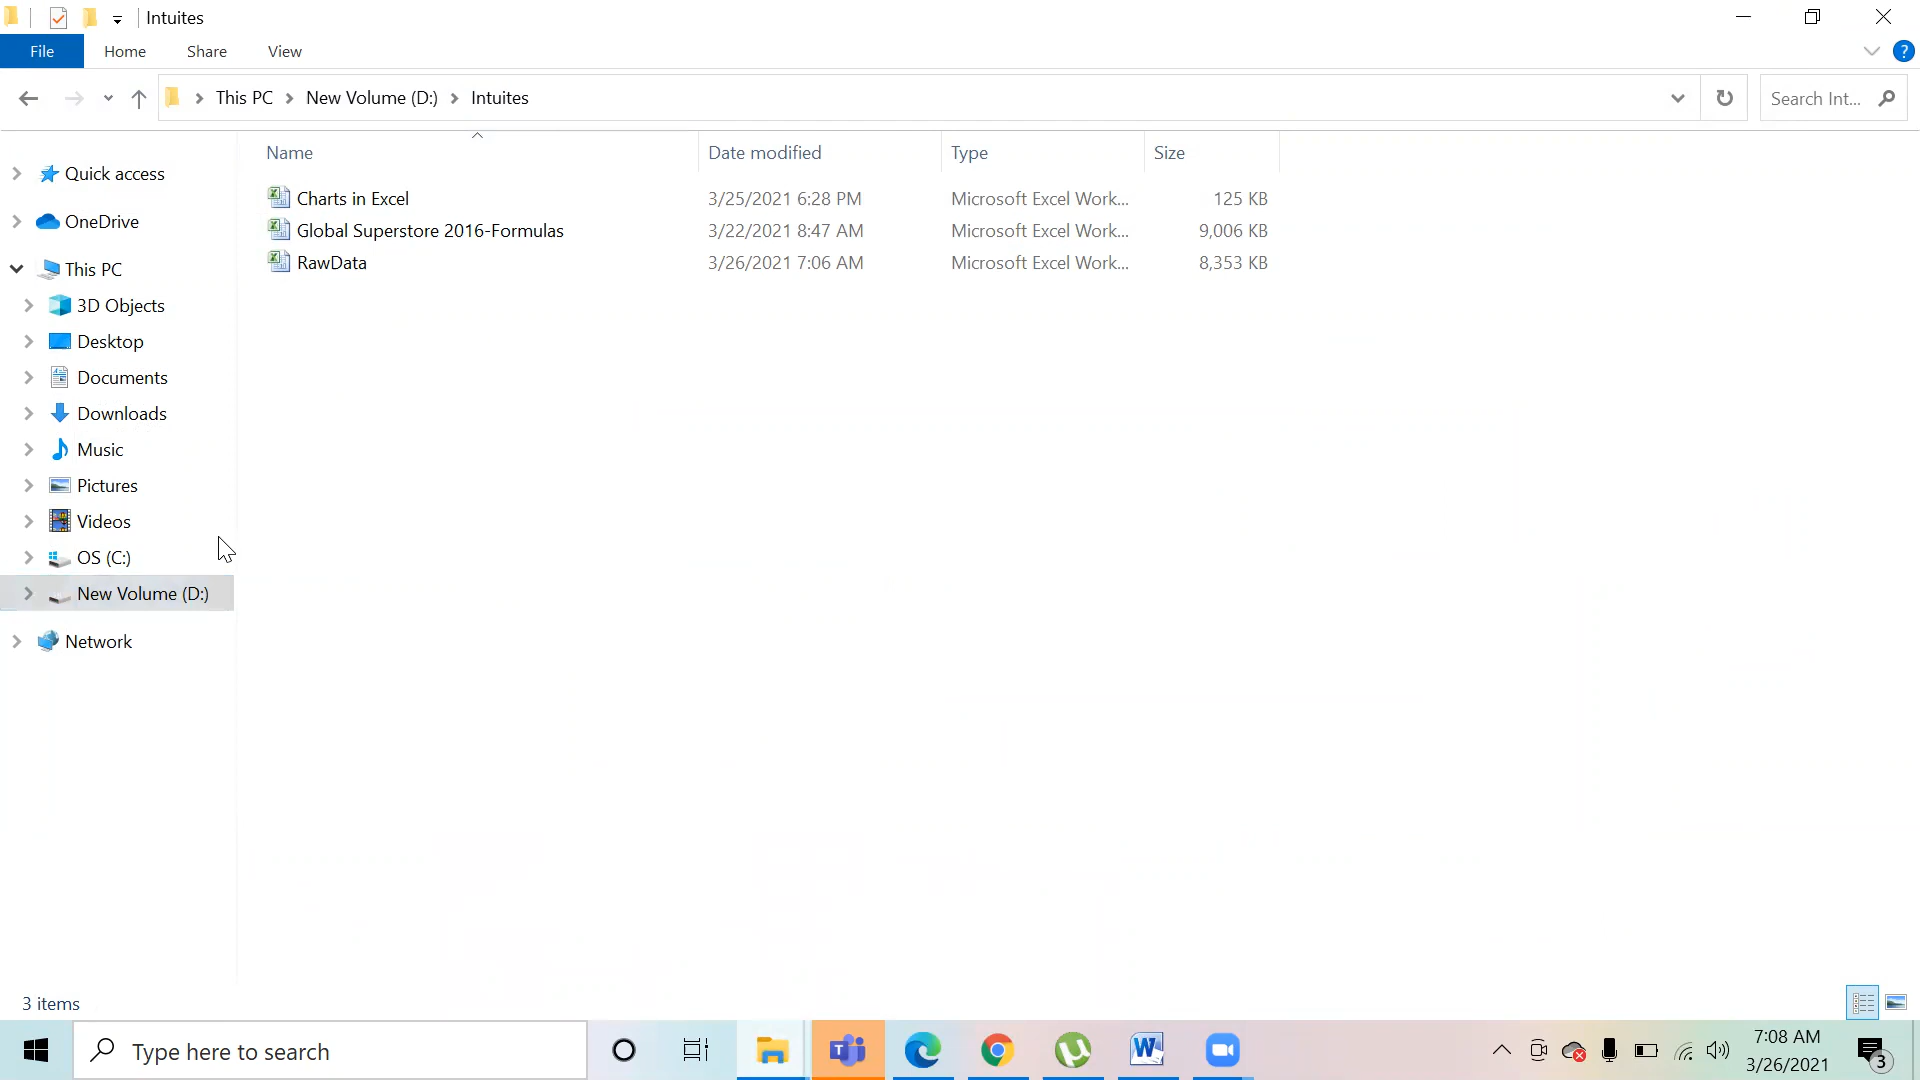 Intuites
File Home Share View
This PC New Volume (D:) Intuites
Search Int...
Name Date modified Type Size
Quick access
OneDrive
This PC
3D Objects
Desktop
Documents
Downloads
Music
Pictures
Videos
OS (C:)
New Volume (D:)
Network
Charts in Excel 3/25/2021 6:28 PM Microsoft Excel Work... 125 KB
Global Superstore 2016-Formulas 3/22/2021 8:47 AM Microsoft Excel Work... 9,006 KB
RawData 3/26/2021 7:06 AM Microsoft Excel Work... 8,353 KB
3 items
Type here to search
7:08 AM
3/26/2021
3